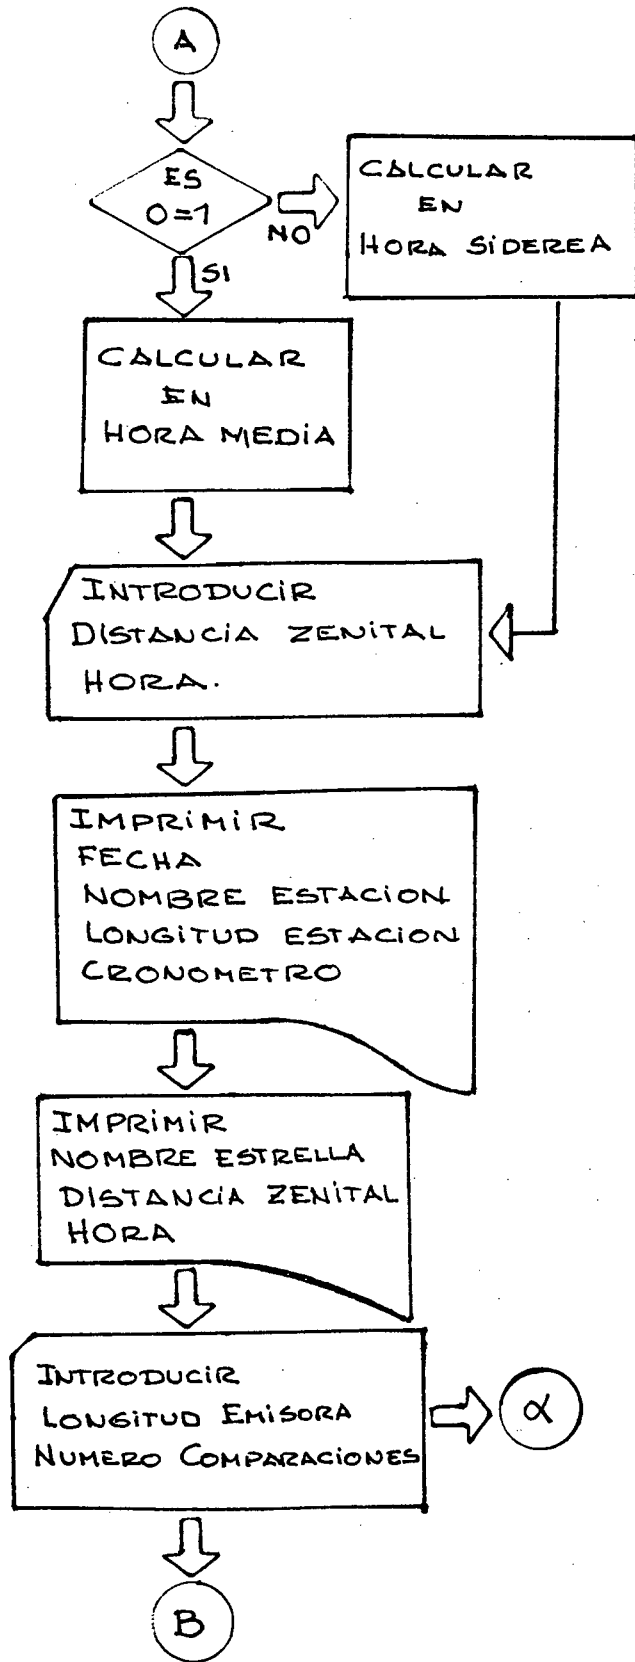 A
ES
0=1
NO
SI
CALCULAR
EN
HORA SIDEREA
CALCULAR
EN
HORA MEDIA
INTRODUCIR
DISTANCIA ZENITAL
HORA.
IMPRIMIR
FECHA
NOMBRE ESTACION
LONGITUD ESTACION
CRONOMETRO
IMPRIMIR
NOMBRE ESTRELLA
DISTANCIA ZENITAL
HORA
INTRODUCIR
LONGITUD EMISORA
NUMERO COMPARACIONES
α
B